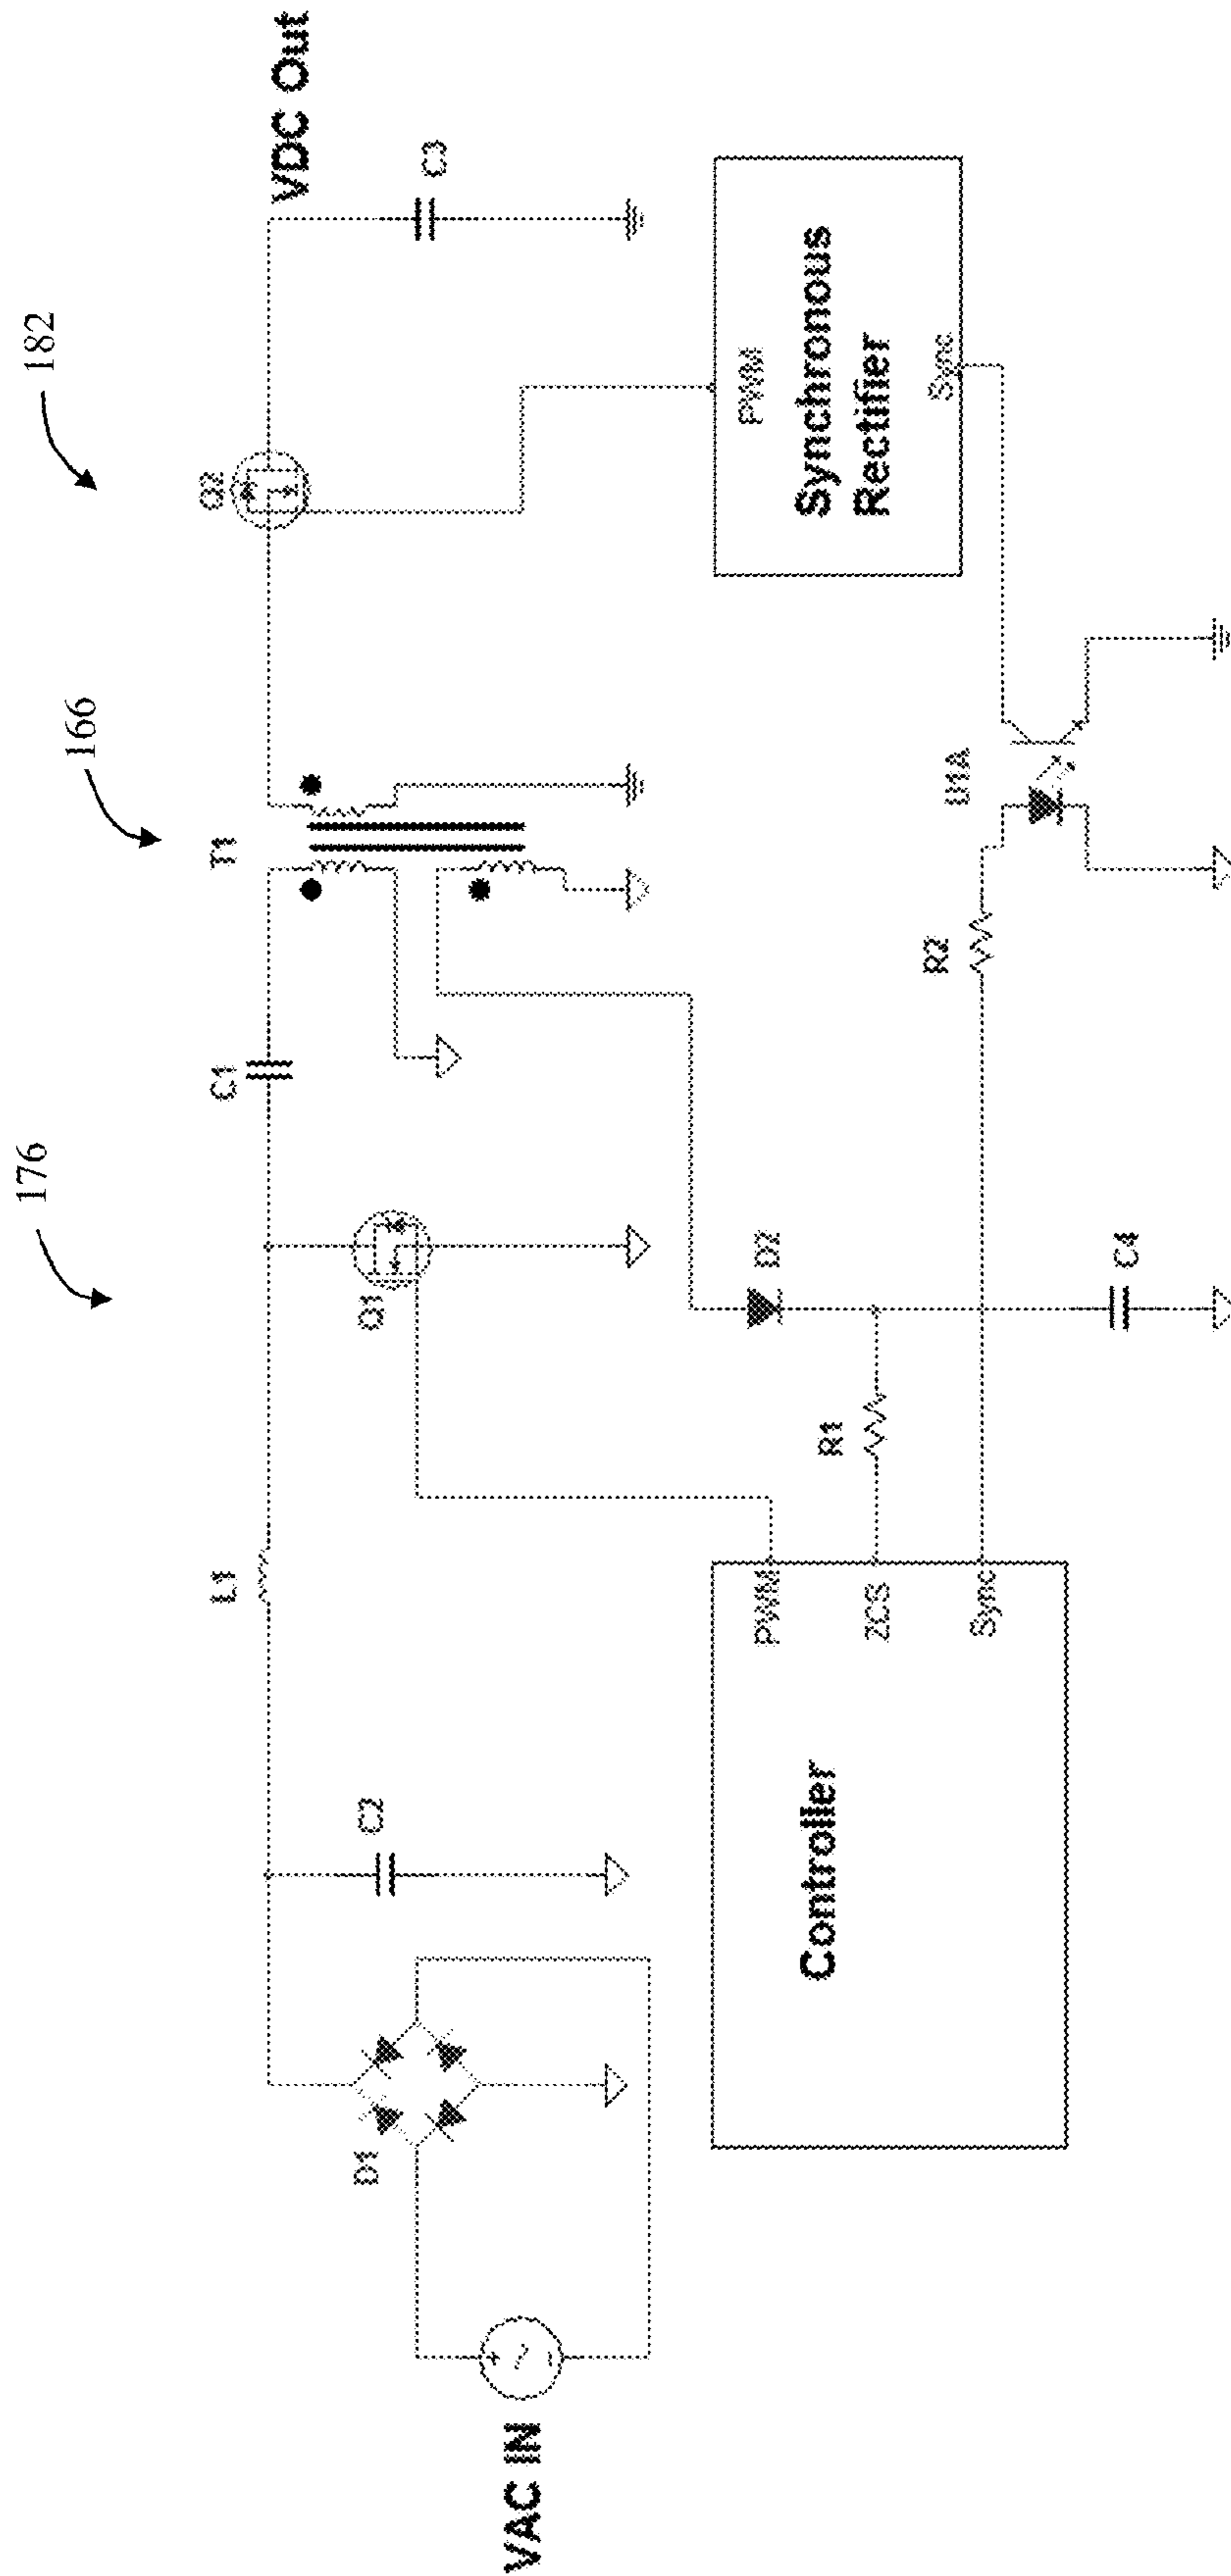 176
166
182
VAC IN
+
-
D1
C2
L1
Q1
C1
T1
Q2
C3
VDC Out
Controller
PWM
ZCS
Sync
R1
D2
C4
R2
U1A
PWM
Synchronous
Rectifier
Sync